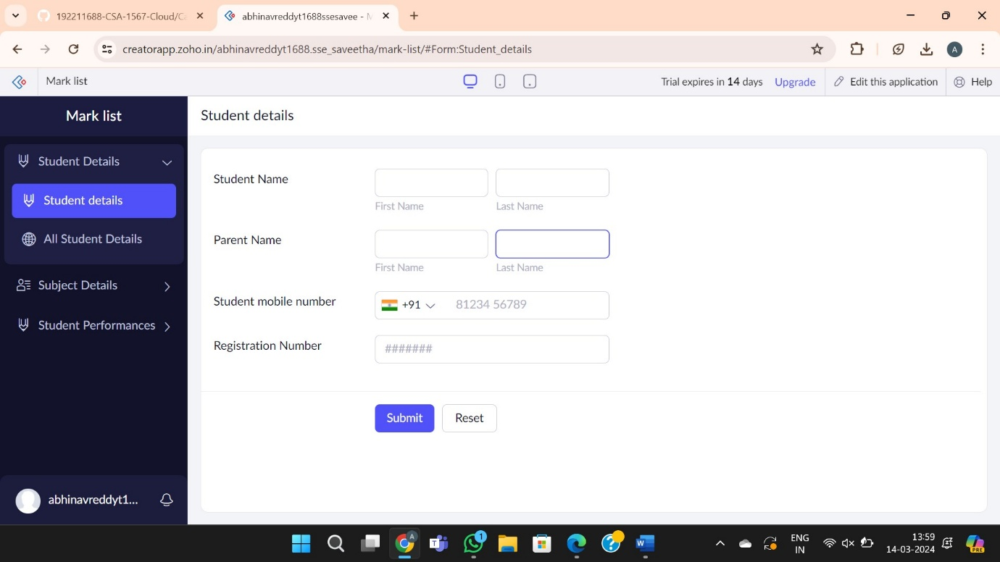 192211688-CSA-1567-Cloud/Ca
abhinavreddyt1688ssesavee - M
creatorapp.zoho.in/abhinavreddyt1688.sse_saveetha/mark-list/#Form:Student_details
A
Mark list
Trial expires in 14 days
Upgrade
Edit this application
Help
Mark list
Student Details
Student details
All Student Details
Subject Details
Student Performances
abhinavreddyt1...
Student details
Student Name
First Name
Last Name
Parent Name
First Name
Last Name
Student mobile number
+91
81234 56789
Registration Number
#######
Submit
Reset
A
T
1
?
W
ENG
IN
13:59
14-03-2024
PRE